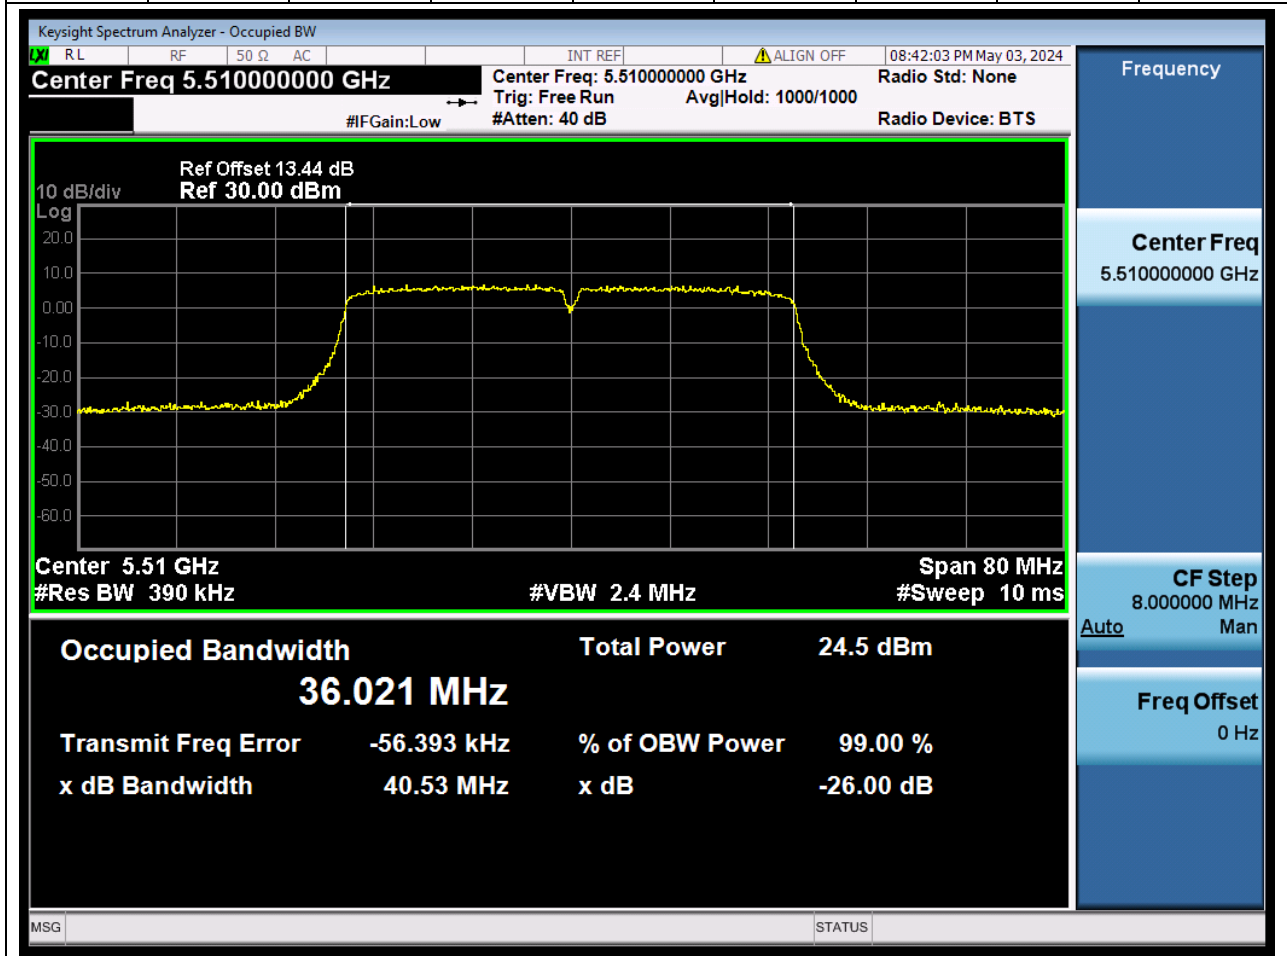 Keysight Spectrum Analyzer - Occupied BW
LXI RL RF 50 Ω AC INT REF ALIGN OFF 08:42:03 PM May 03, 2024
Center Freq 5.510000000 GHz
Center Freq: 5.510000000 GHz
Radio Std: None
Trig: Free Run Avg|Hold: 1000/1000
#IFGain:Low
#Atten: 40 dB
Radio Device: BTS
Ref Offset 13.44 dB
10 dB/div Ref 30.00 dBm
Log
20.0
10.0
0.00
-10.0
-20.0
-30.0
-40.0
-50.0
-60.0
Center 5.51 GHz Span 80 MHz
#Res BW 390 kHz #VBW 2.4 MHz #Sweep 10 ms
Occupied Bandwidth Total Power 24.5 dBm
36.021 MHz
Transmit Freq Error -56.393 kHz % of OBW Power 99.00 %
x dB Bandwidth 40.53 MHz x dB -26.00 dB
MSG STATUS
Frequency
Center Freq
5.510000000 GHz
CF Step
8.000000 MHz
Auto Man
Freq Offset
0 Hz